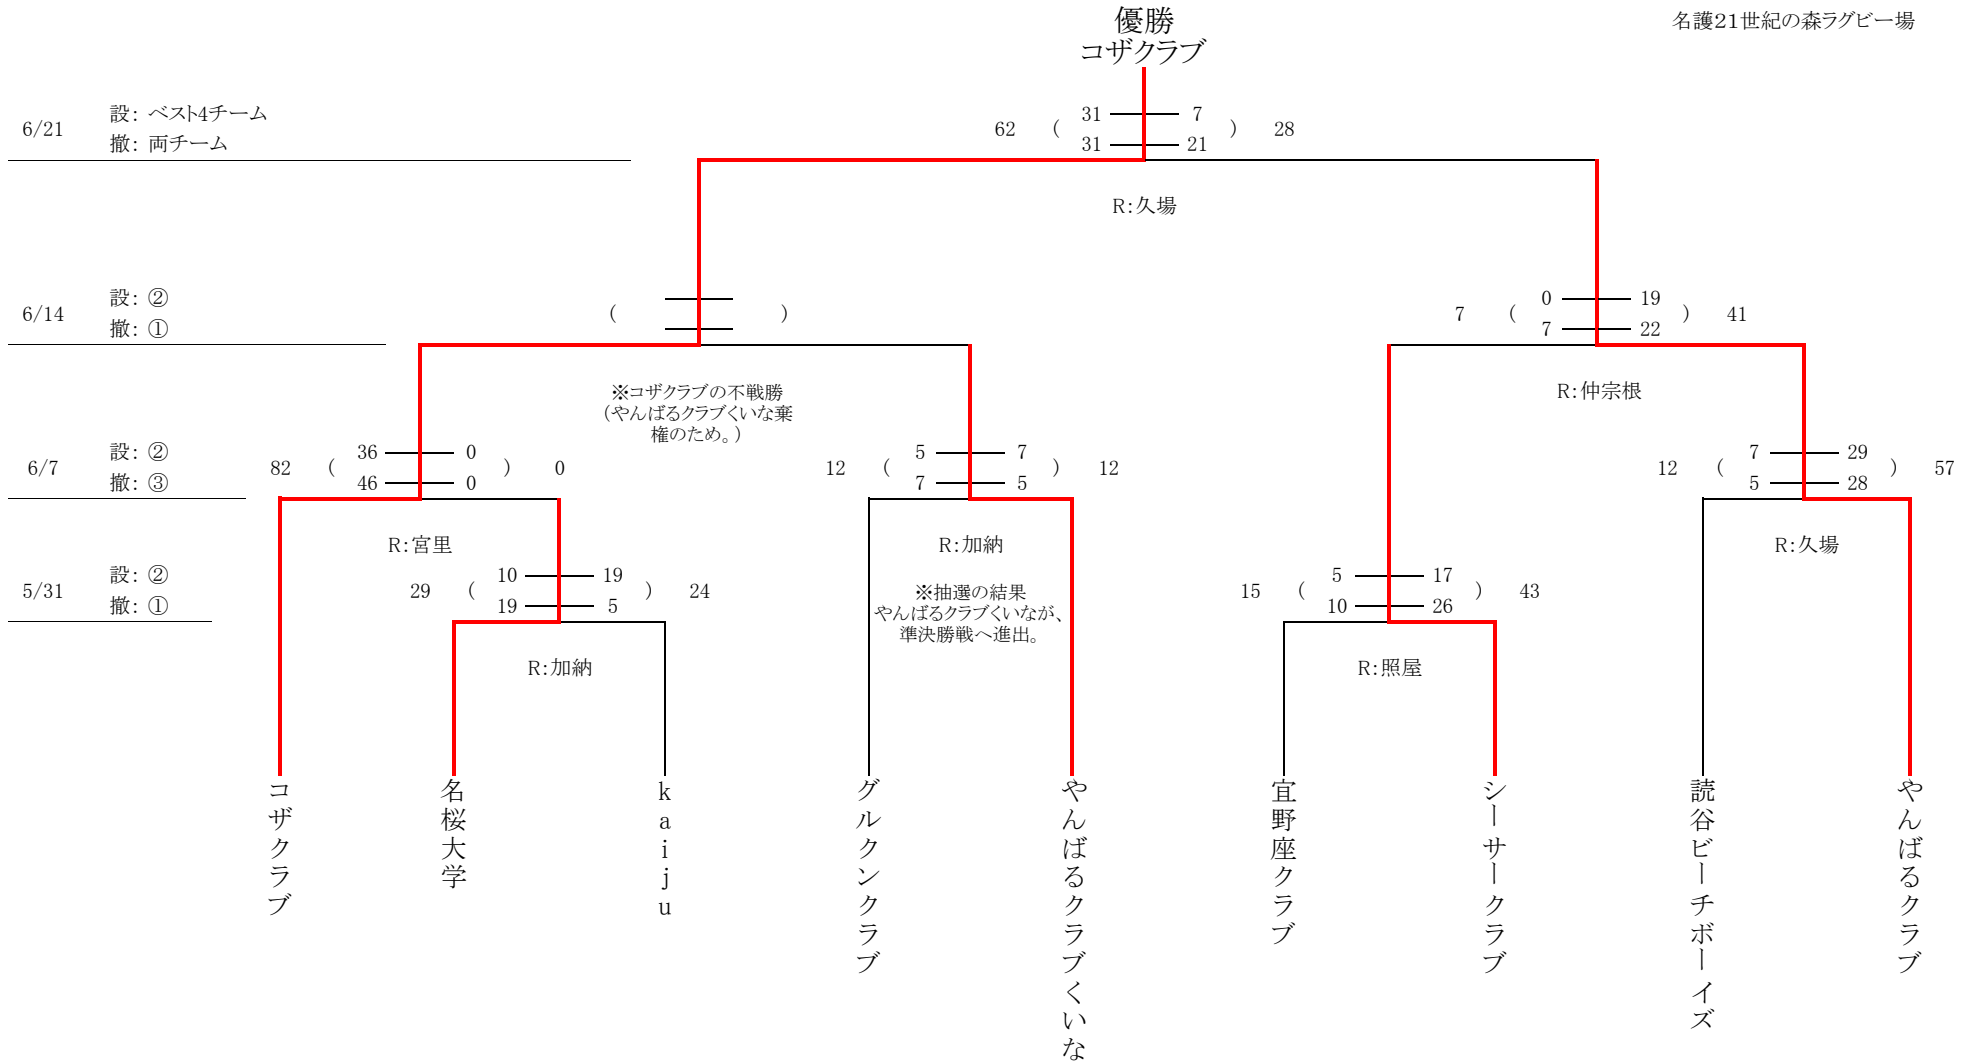 優勝
コザクラブ
名護21世紀の森ラグビー場
6/21
設: ベスト4チーム
撤: 両チーム
62 ( 31 7 ) 28
31 21
R:久場
6/14
設: ②
撤: ①
( )
7 ( 0 19 ) 41
7 22
※コザクラブの不戦勝
(やんばるクラブくいな棄
権のため。)
R:仲宗根
6/7
設: ②
撤: ③
82 ( 36 0 ) 0
46 0
12 ( 5 7 ) 12
7 5
12 ( 7 29 ) 57
5 28
R:宮里
R:加納
R:久場
5/31
設: ②
撤: ①
29 ( 10 19 ) 24
19 5
※抽選の結果
やんばるクラブくいなが、
準決勝戦へ進出。
15 ( 5 17 ) 43
10 26
R:加納
R:照屋
コザクラブ
名桜大学
kaiju
グルクンクラブ
やんばるクラブくいな
宜野座クラブ
シーサークラブ
読谷ビーチボーイズ
やんばるクラブ